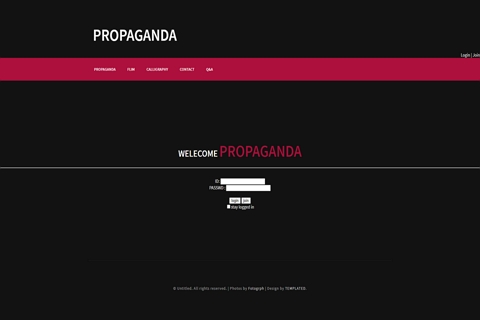 PROPAGANDA
Login | Join
PROPAGANDA FLIM CALLIGRAPHY CONTACT Q&A
WELECOME PROPAGANDA
ID:
PASSWD:
login join
stay logged in
© Untitled. All rights reserved. | Photos by Fotogrph | Design by TEMPLATED.